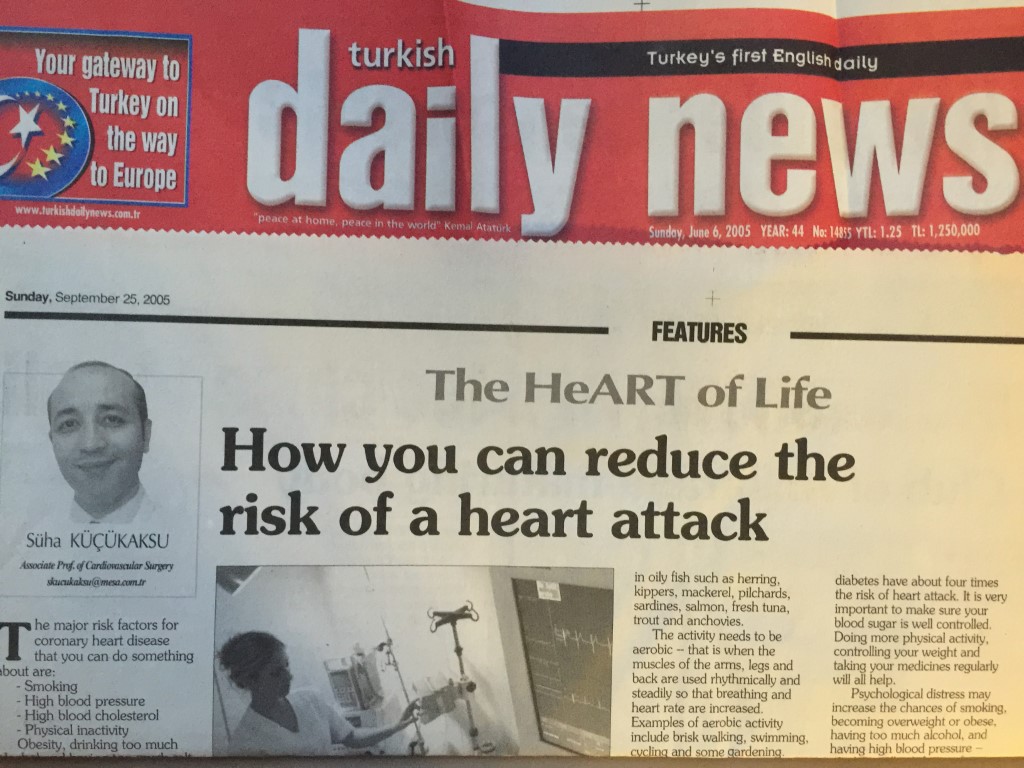 Your gateway to
Turkey on
the way
to Europe
www.turkishdailynews.com.tr
turkish
daily news
Turkey's first English daily
"peace at home, peace in the world" Kemal Atatürk
Sunday, June 6, 2005 YEAR: 44 No: 14855 YTL: 1.25 TL: 1,250,000
Sunday, September 25, 2005
FEATURES
The HeART of Life
How you can reduce the
risk of a heart attack
Süha KÜÇÜKAKSU
Associate Prof. of Cardiovascular Surgery
skucukaksu@mesa.com.tr
The major risk factors for
coronary heart disease
that you can do something
about are:
- Smoking
- High blood pressure
- High blood cholesterol
- Physical inactivity
Obesity, drinking too much
in oily fish such as herring,
kippers, mackerel, pilchards,
sardines, salmon, fresh tuna,
trout and anchovies.
The activity needs to be
aerobic – that is when the
muscles of the arms, legs and
back are used rhythmically and
steadily so that breathing and
heart rate are increased.
Examples of aerobic activity
include brisk walking, swimming,
cycling and some gardening.
diabetes have about four times
the risk of heart attack. It is very
important to make sure your
blood sugar is well controlled.
Doing more physical activity,
controlling your weight and
taking your medicines regularly
will all help.
Psychological distress may
increase the chances of smoking,
becoming overweight or obese,
having too much alcohol, and
having high blood pressure –